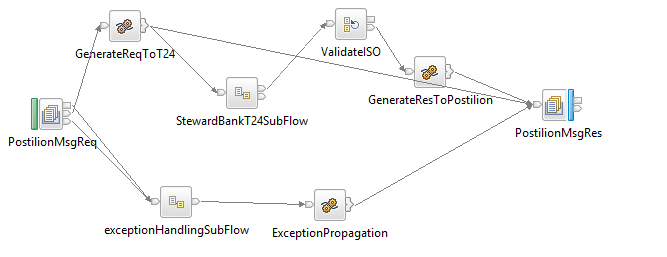 GenerateReqToT24
ValidateISO
StewardBankT24SubFlow
GenerateResToPostilion
PostilionMsgReq
PostilionMsgRes
exceptionHandlingSubFlow
ExceptionPropagation